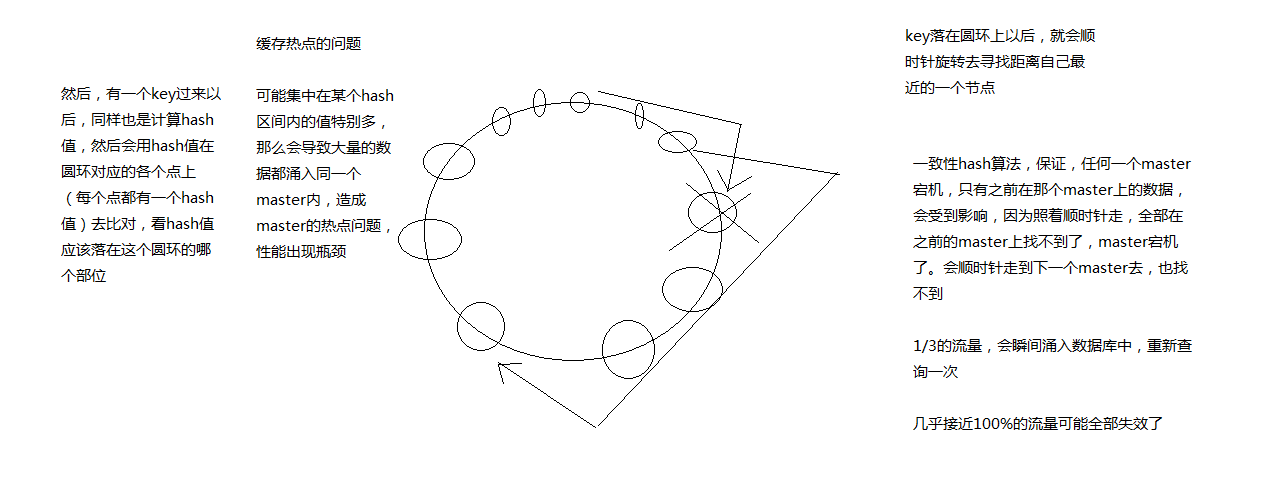 然后，有一个key过来以
后，同样也是计算hash
值，然后会用hash值在
圆环对应的各个点上
（每个点都有一个hash
值）去比对，看hash值
应该落在这个圆环的哪
个部位
缓存热点的问题
可能集中在某个hash
区间内的值特别多，
那么会导致大量的数
据都涌入同一个
master内，造成
master的热点问题，
性能出现瓶颈
key落在圆环上以后，就会顺
时针旋转去寻找距离自己最
近的一个节点
一致性hash算法，保证，任何一个master
宕机，只有之前在那个master上的数据，
会受到影响，因为照着顺时针走，全部在
之前的master上找不到了，master宕机
了。会顺时针走到下一个master去，也找
不到
1/3的流量，会瞬间涌入数据库中，重新查
询一次
几乎接近100%的流量可能全部失效了